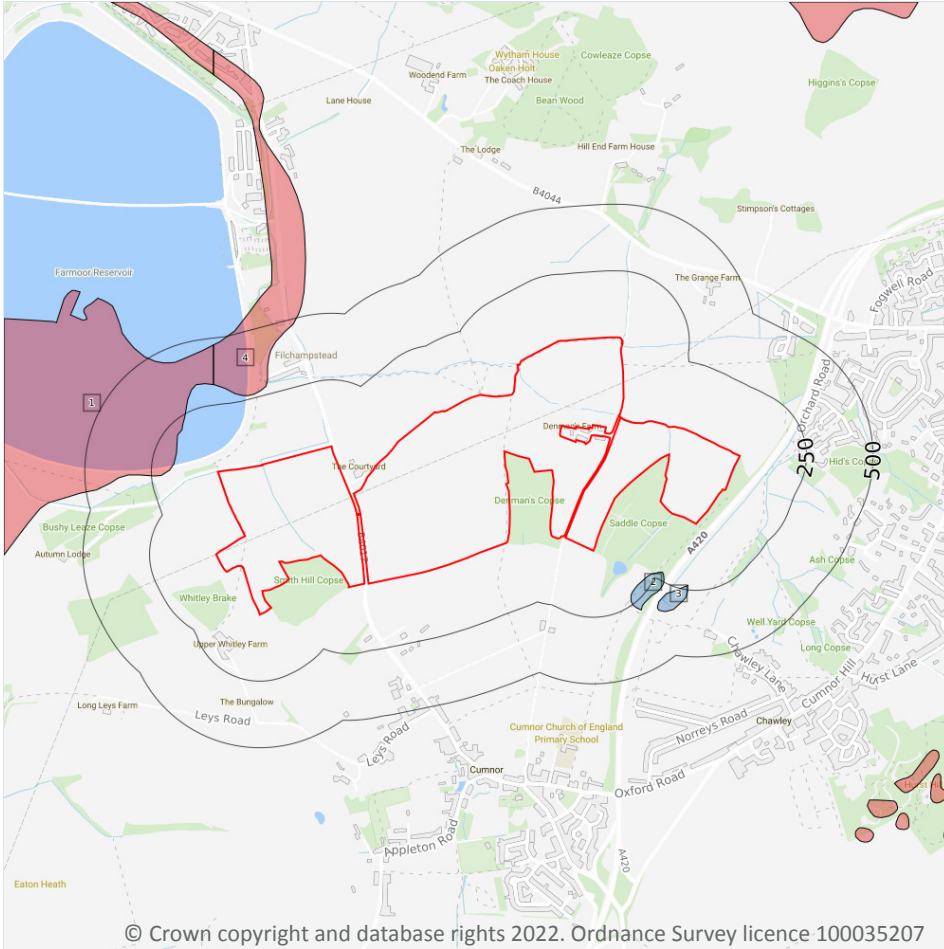 Wytham House
Oaken Holt
The Coach House
Cowleaze Copse
Woodend Farm
Higgins's Copse
Lane House
Bean Wood
The Lodge
Hill End Farm House
B4044
Stimpson's Cottages
Farmoor Reservoir
The Grange Farm
Fogwell Road
Filchampstead
4
Orchard Road
1
Denman's Farm
250
500
Hid's Copse
The Courtyard
Denman's Copse
Saddle Copse
Bushy Leaze Copse
Autumn Lodge
A420
Ash Copse
Smith Hill Copse
2
3
Whitley Brake
Well Yard Copse
Upper Whitley Farm
Long Copse
Chawley Lane
Cumnor Hill
Hurst Lane
Long Leys Farm
The Bungalow
Leys Road
Norreys Road
Chawley
Leys Road
Cumnor Church of England
Primary School
Cumnor
Oxford Road
Appleton Road
A420
Eaton Heath
© Crown copyright and database rights 2022. Ordnance Survey licence 100035207